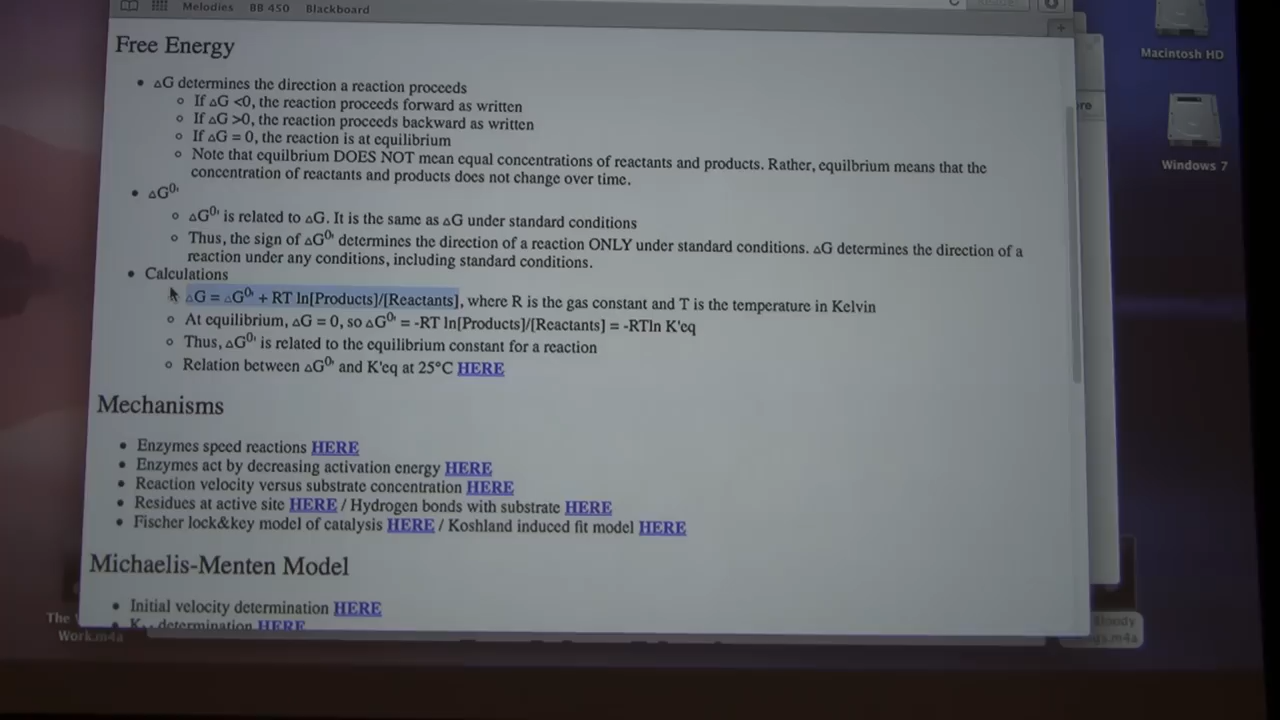 Melodies BB 450 Blackboard
Free Energy
• ΔG determines the direction a reaction proceeds
◦ If ΔG <0, the reaction proceeds forward as written
◦ If ΔG >0, the reaction proceeds backward as written
◦ If ΔG = 0, the reaction is at equilibrium
◦ Note that equilbrium DOES NOT mean equal concentrations of reactants and products. Rather, equilbrium means that the
concentration of reactants and products does not change over time.
• ΔG⁰'
◦ ΔG⁰' is related to ΔG. It is the same as ΔG under standard conditions
◦ Thus, the sign of ΔG⁰' determines the direction of a reaction ONLY under standard conditions. ΔG determines the direction of a
reaction under any conditions, including standard conditions.
• Calculations
ΔG = ΔG⁰' + RT ln[Products]/[Reactants], where R is the gas constant and T is the temperature in Kelvin
◦ At equilibrium, ΔG = 0, so ΔG⁰' = -RT ln[Products]/[Reactants] = -RTln K'eq
◦ Thus, ΔG⁰' is related to the equilibrium constant for a reaction
◦ Relation between ΔG⁰' and K'eq at 25°C HERE
Mechanisms
• Enzymes speed reactions HERE
• Enzymes act by decreasing activation energy HERE
• Reaction velocity versus substrate concentration HERE
• Residues at active site HERE / Hydrogen bonds with substrate HERE
• Fischer lock&key model of catalysis HERE / Koshland induced fit model HERE
Michaelis-Menten Model
• Initial velocity determination HERE
determination HERE
Macintosh HD
Windows 7
The
Work.m4a